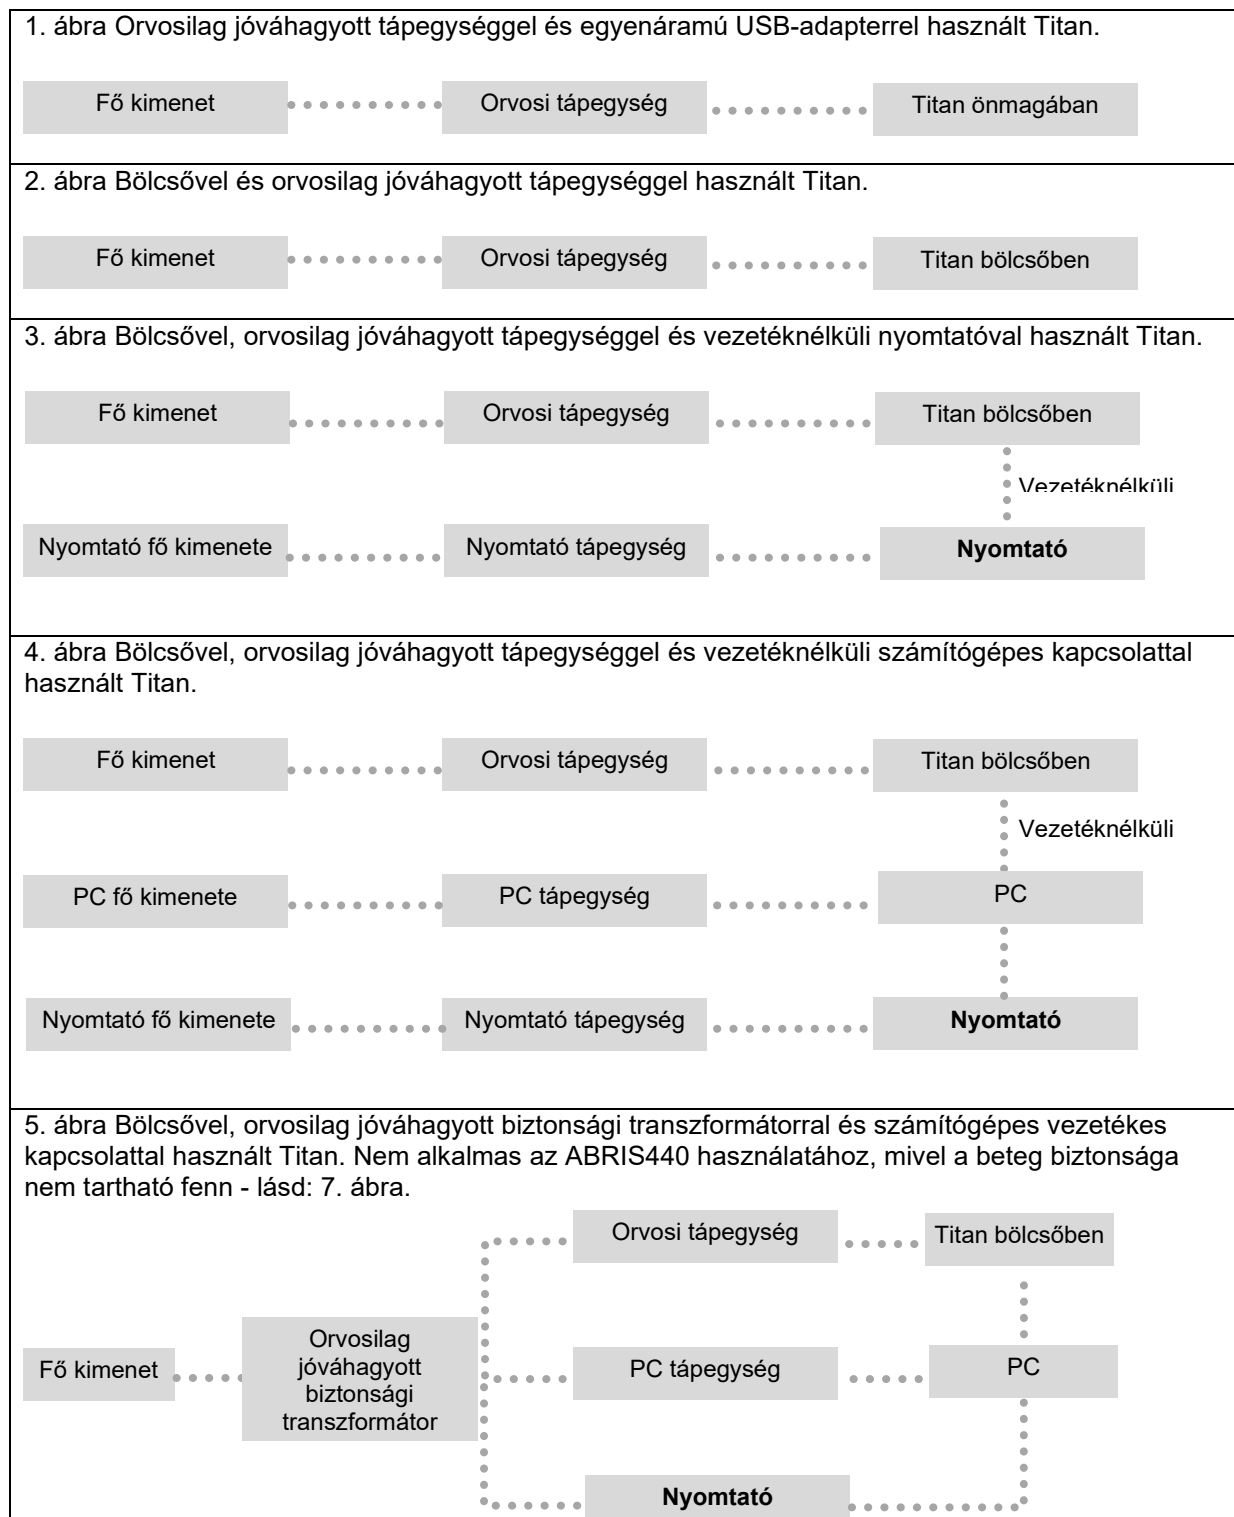 1. ábra Orvosilag jóváhagyott tápegységgel és egyenáramú USB-adapterrel használt Titan.
Fő kimenet
Orvosi tápegység
Titan önmagában
2. ábra Bölcsővel és orvosilag jóváhagyott tápegységgel használt Titan.
Fő kimenet
Orvosi tápegység
Titan bölcsőben
3. ábra Bölcsővel, orvosilag jóváhagyott tápegységgel és vezetéknélküli nyomtatóval használt Titan.
Fő kimenet
Orvosi tápegység
Titan bölcsőben
Vezetéknélküli
Nyomtató fő kimenete
Nyomtató tápegység
Nyomtató
4. ábra Bölcsővel, orvosilag jóváhagyott tápegységgel és vezetéknélküli számítógépes kapcsolattal
használt Titan.
Fő kimenet
Orvosi tápegység
Titan bölcsőben
Vezetéknélküli
PC fő kimenete
PC tápegység
PC
Nyomtató fő kimenete
Nyomtató tápegység
Nyomtató
5. ábra Bölcsővel, orvosilag jóváhagyott biztonsági transzformátorral és számítógépes vezetékes
kapcsolattal használt Titan. Nem alkalmas az ABRIS440 használatához, mivel a beteg biztonsága
nem tartható fenn - lásd: 7. ábra.
Orvosi tápegység
Titan bölcsőben
Fő kimenet
Orvosilag
jóváhagyott
biztonsági
transzformátor
PC tápegység
PC
Nyomtató